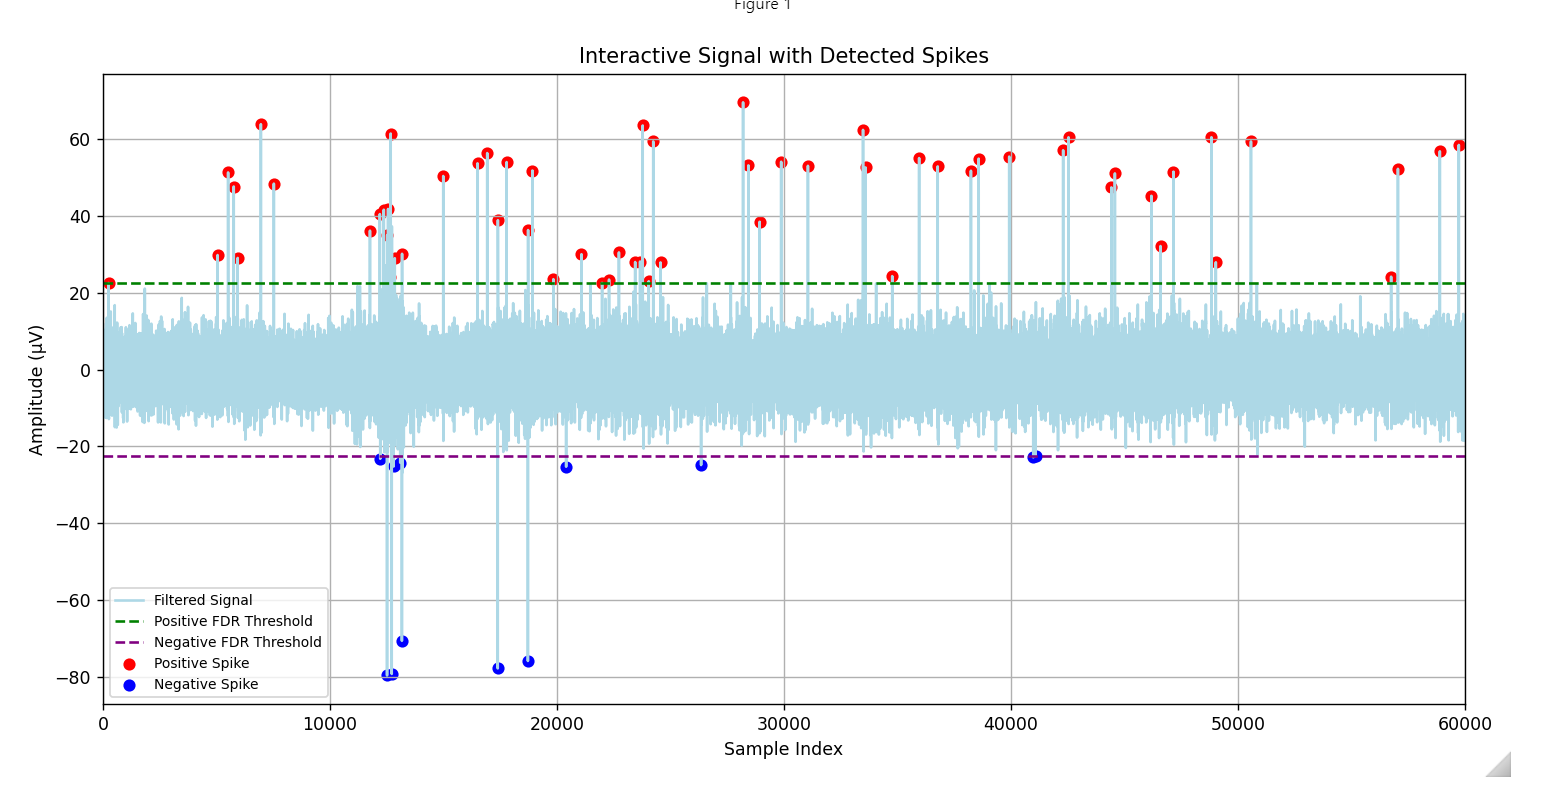 Figure 1
Interactive Signal with Detected Spikes
Amplitude (µV)
60
40
20
0
−20
−40
−60
−80
Filtered Signal
Positive FDR Threshold
Negative FDR Threshold
Positive Spike
Negative Spike
0 10000 20000 30000 40000 50000 60000
Sample Index